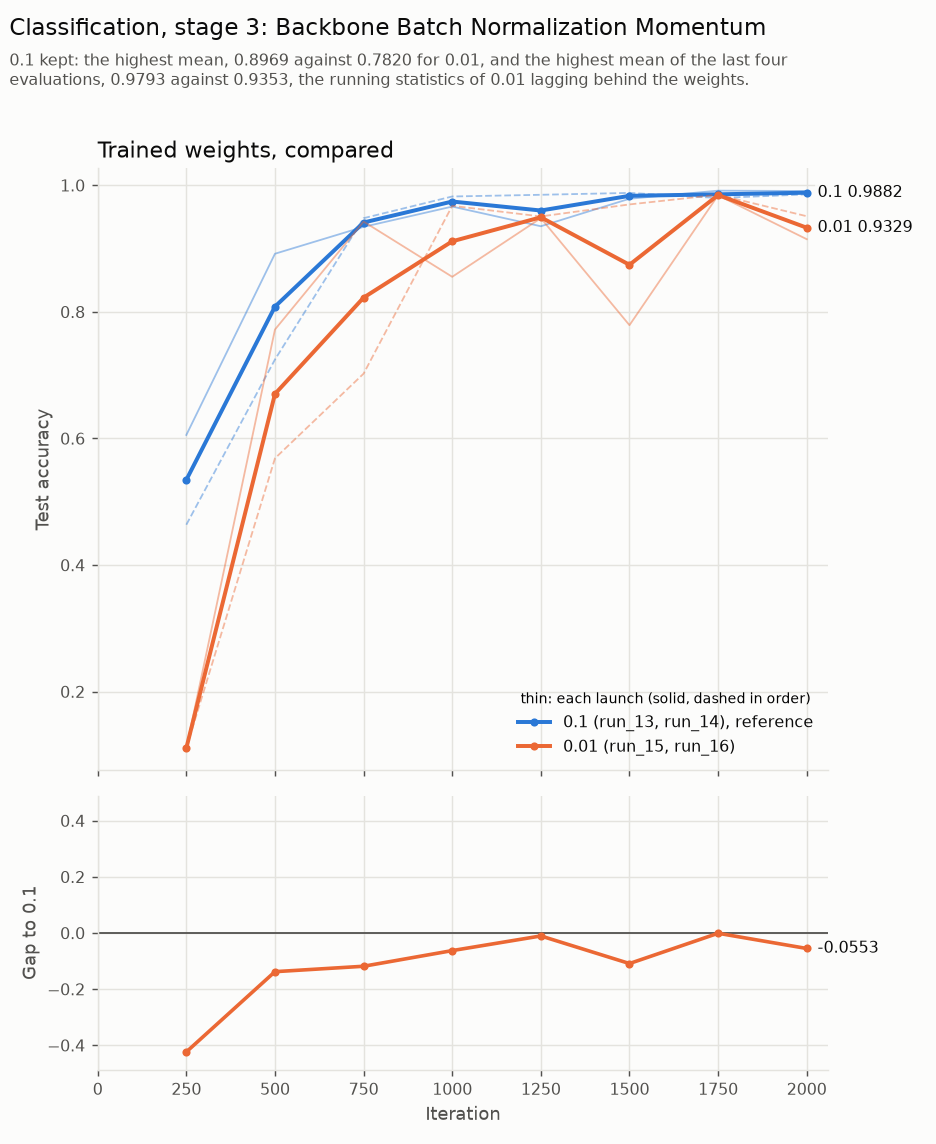 Classification, stage 3: Backbone Batch Normalization Momentum
0.1 kept: the highest mean, 0.8969 against 0.7820 for 0.01, and the highest mean of the last four
evaluations, 0.9793 against 0.9353, the running statistics of 0.01 lagging behind the weights.
Trained weights, compared
1.0
0.8
0.6
0.4
0.2
Test accuracy
0.1 0.9882
0.01 0.9329
thin: each launch (solid, dashed in order)
0.1 (run_13, run_14), reference
0.01 (run_15, run_16)
0.4
0.2
0.0
−0.2
−0.4
Gap to 0.1
-0.0553
0
250
500
750
1000
1250
1500
1750
2000
Iteration